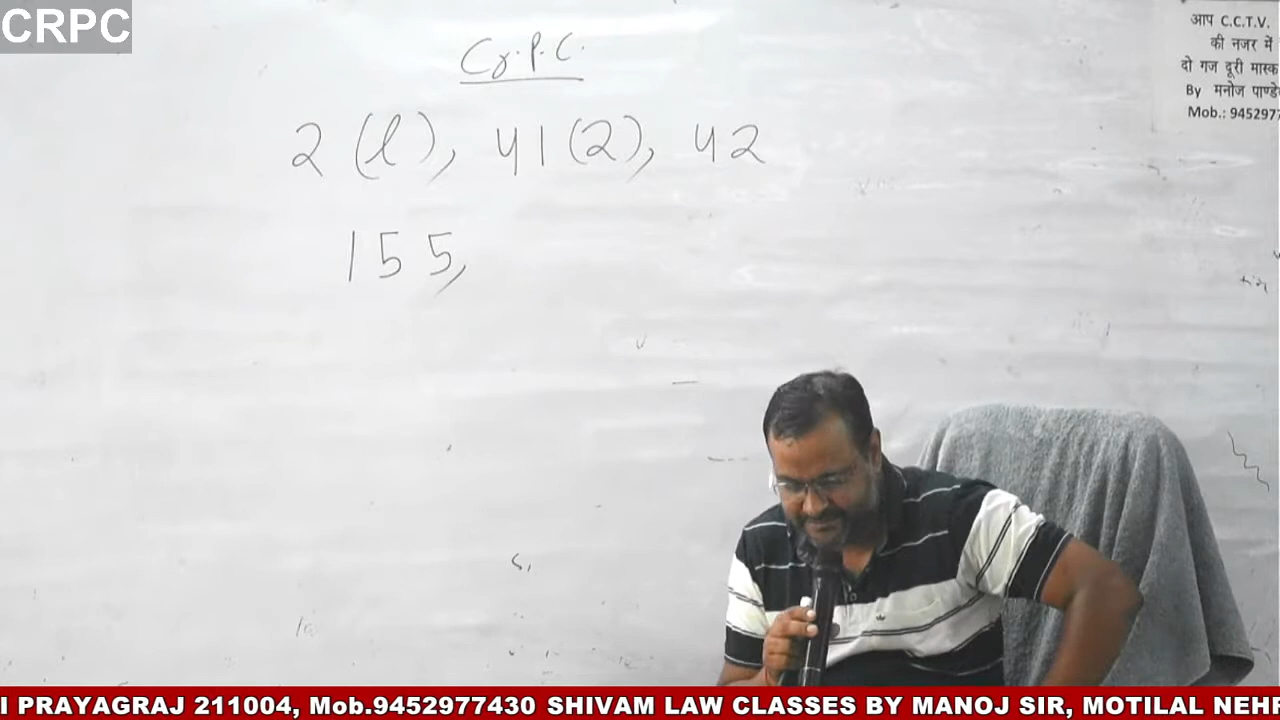 CRPC
Cr.P.C.
2 (l), 41(2), 42
155,
आप C.C.T.V.
की नजर में
दो गज दूरी मास्क
By मनोज पाण्डे
Mob.: 945297
I PRAYAGRAJ 211004, Mob.9452977430 SHIVAM LAW CLASSES BY MANOJ SIR, MOTILAL NEH